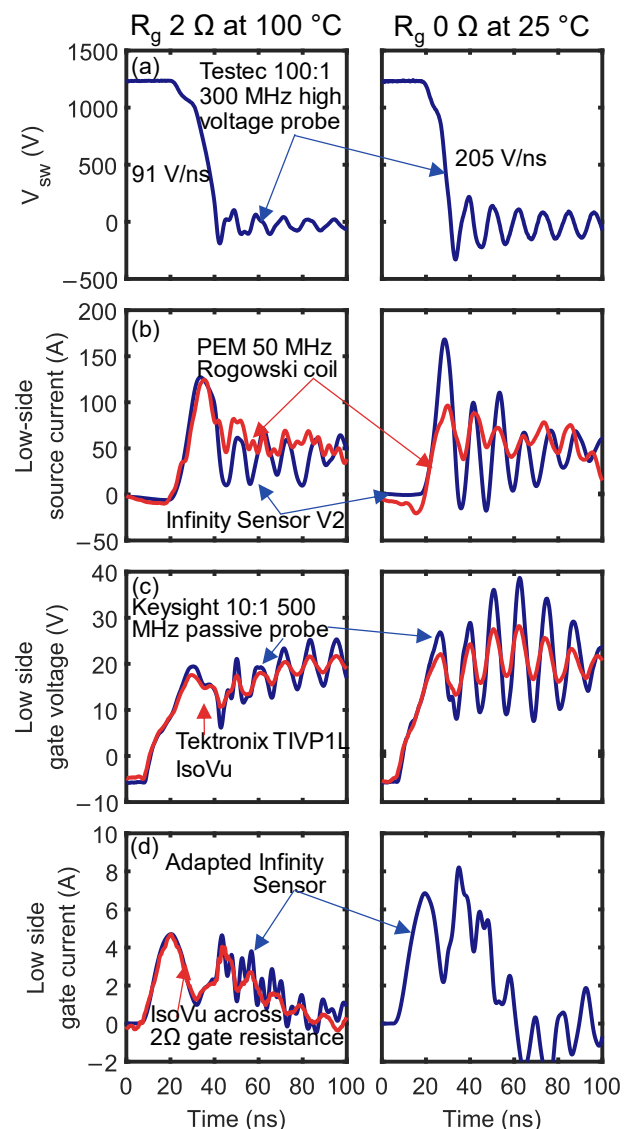 R_g 2 Ω at 100 °C
R_g 0 Ω at 25 °C
(a)
Testec 100:1
300 MHz high
voltage probe
91 V/ns
205 V/ns
V_sw (V)
1500
1000
500
0
−500
(b)
PEM 50 MHz
Rogowski coil
Infinity Sensor V2
Low-side
source current (A)
200
150
100
50
0
−50
(c)
Keysight 10:1 500
MHz passive probe
Tektronix TIVP1L
IsoVu
Low side
gate voltage (V)
40
30
20
10
0
−10
(d)
Adapted Infinity
Sensor
IsoVu across
2Ω gate resistance
Low side
gate current (A)
10
8
6
4
2
0
−2
0 20 40 60 80 100
0 20 40 60 80 100
Time (ns)
Time (ns)